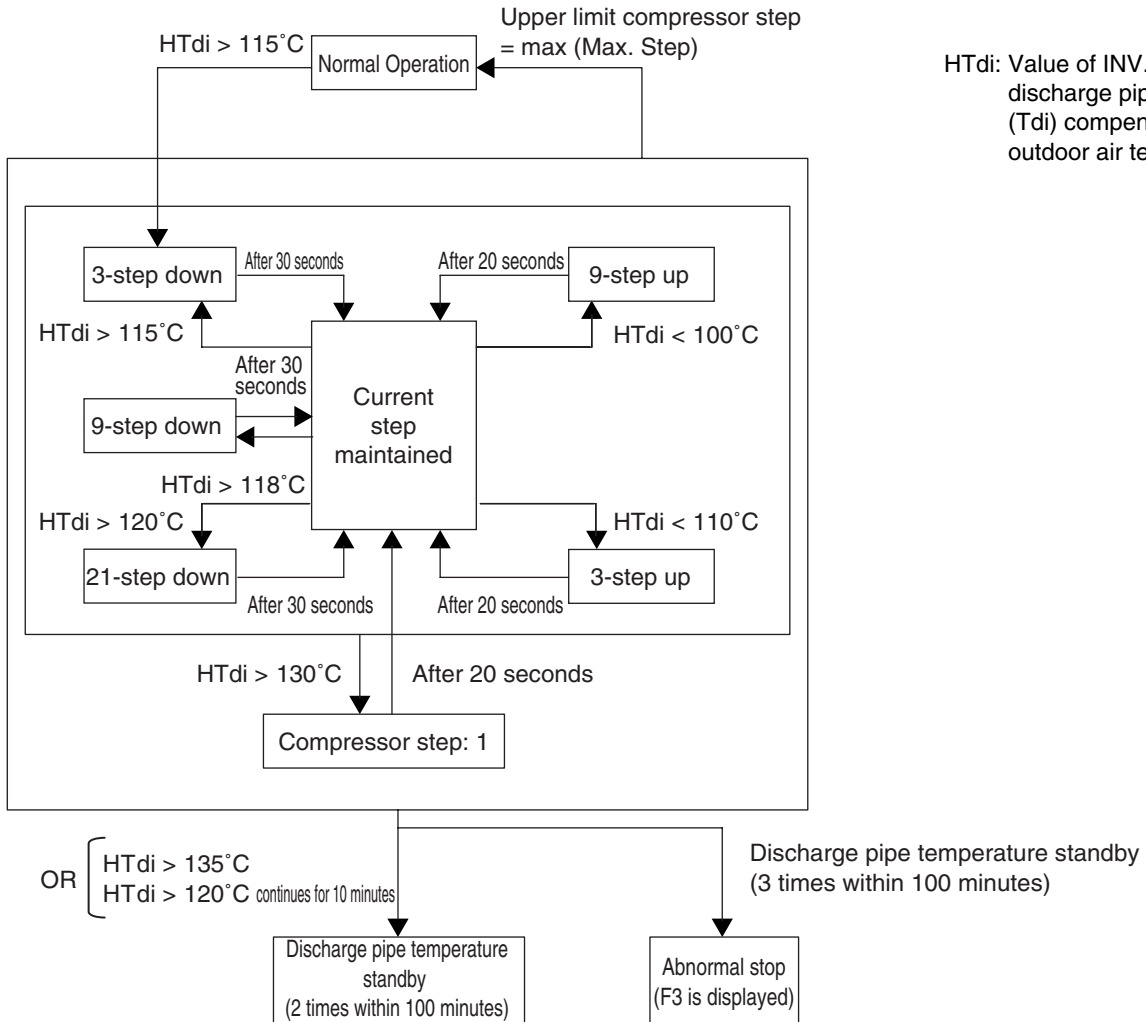 Upper limit compressor step
= max (Max. Step)
HTdi > 115˚C
Normal Operation
HTdi: Value of INV.
discharge pip
(Tdi) compen
outdoor air te
3-step down
After 30 seconds
After 20 seconds
9-step up
HTdi > 115˚C
HTdi < 100˚C
After 30
seconds
9-step down
Current
step
maintained
HTdi > 118˚C
HTdi > 120˚C
HTdi < 110˚C
21-step down
3-step up
After 30 seconds
After 20 seconds
HTdi > 130˚C
After 20 seconds
Compressor step: 1
OR
HTdi > 135˚C
HTdi > 120˚C continues for 10 minutes
Discharge pipe temperature standby
(3 times within 100 minutes)
Discharge pipe temperature
standby
(2 times within 100 minutes)
Abnormal stop
(F3 is displayed)